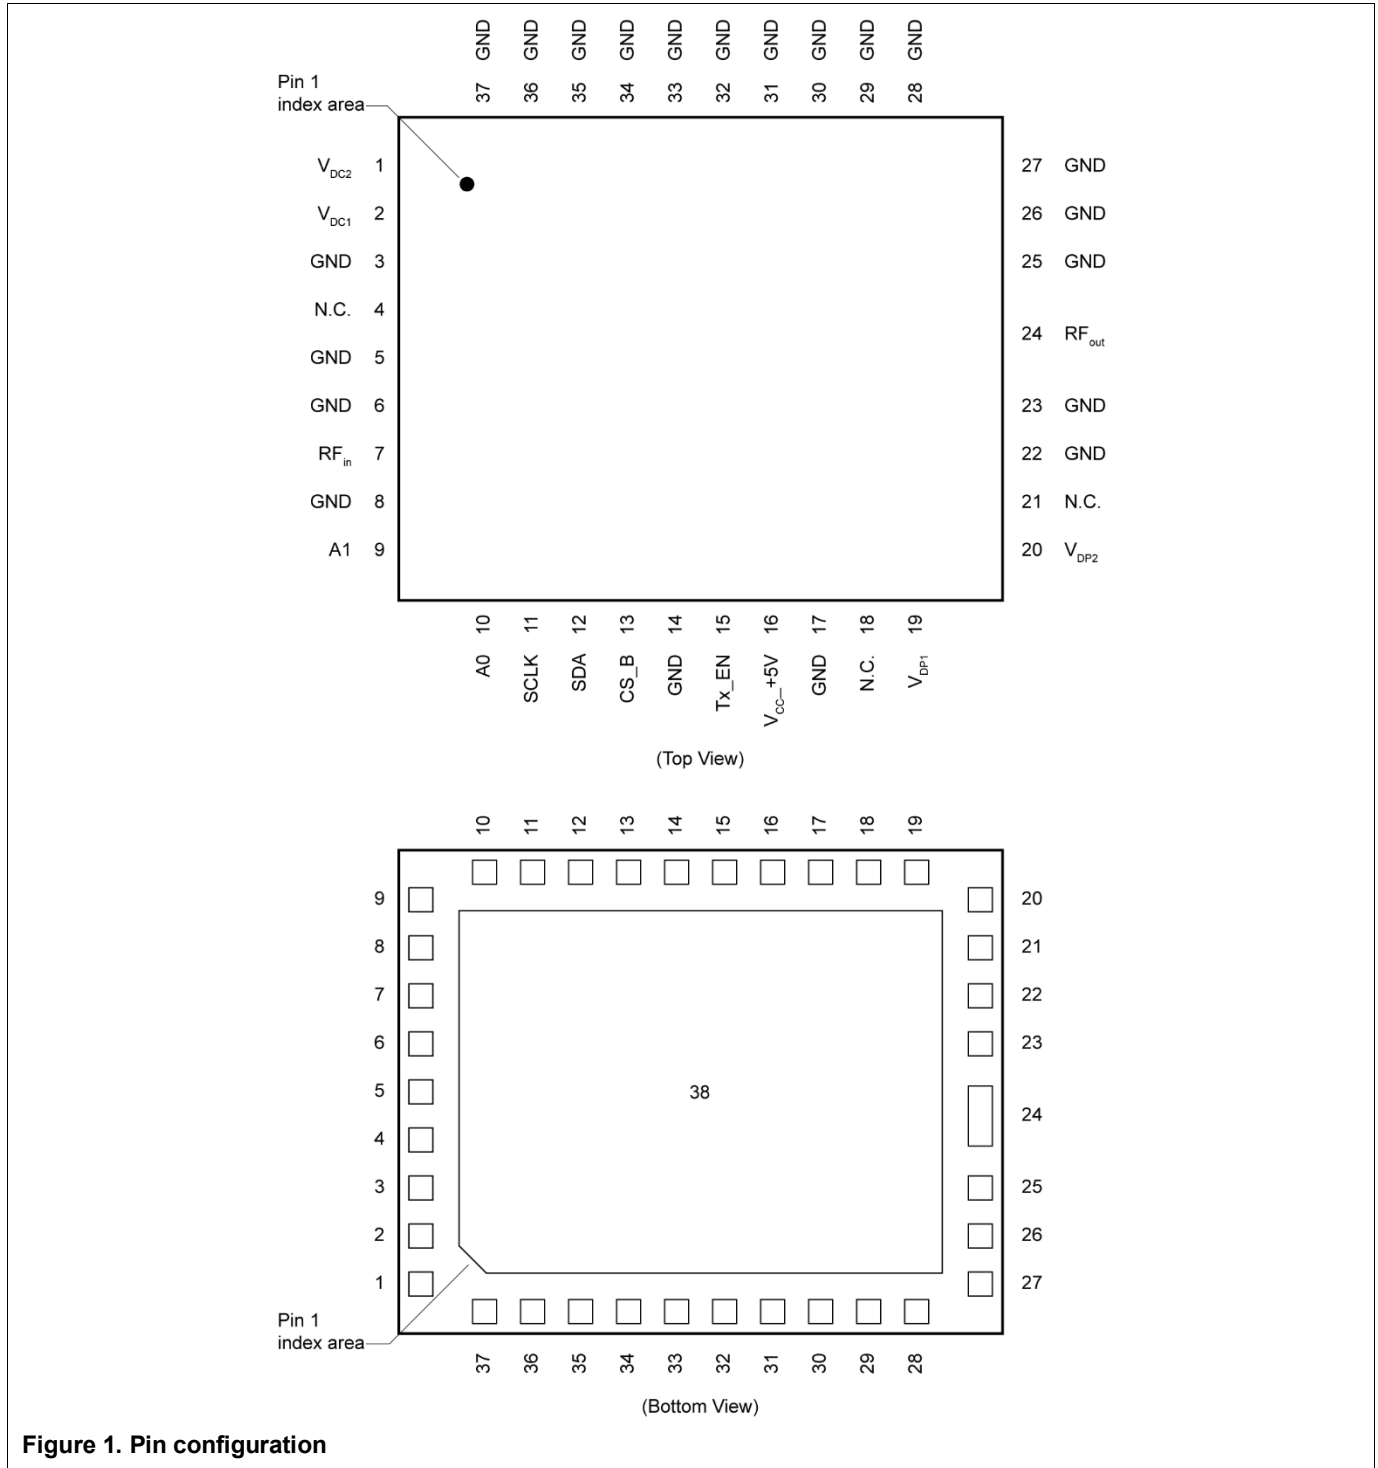 GND GND GND GND GND GND GND GND GND GND
37 36 35 34 33 32 31 30 29 28
Pin 1
index area
VDC2 1
27 GND
VDC1 2
26 GND
GND 3
25 GND
N.C. 4
24 RFout
GND 5
GND 6
23 GND
RFin 7
22 GND
GND 8
21 N.C.
A1 9
20 VDP2
10 11 12 13 14 15 16 17 18 19
A0 SCLK SDA CS_B GND Tx_EN VCC_+5V GND N.C. VDP1
(Top View)
10 11 12 13 14 15 16 17 18 19
9 20
8 21
7 22
6 23
5
38
24
4
3 25
2 26
1 27
Pin 1
index area
37 36 35 34 33 32 31 30 29 28
(Bottom View)
Figure 1. Pin configuration